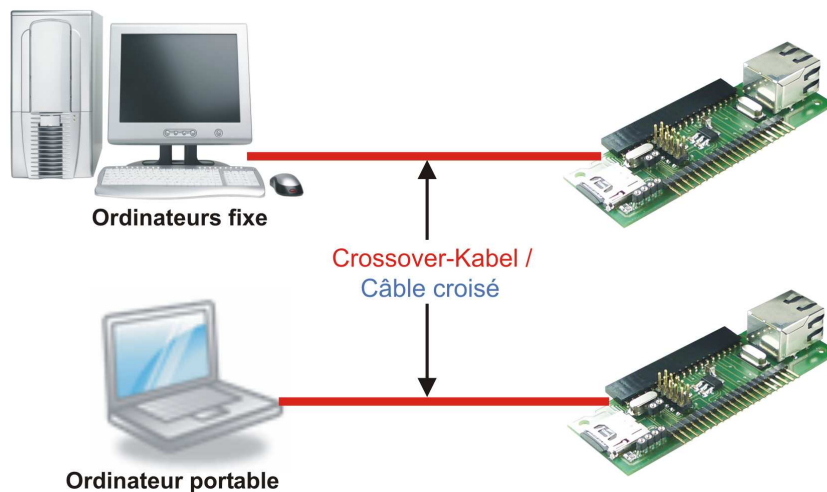 Ordinateurs fixe
Crossover-Kabel /
Câble croisé
Ordinateur portable